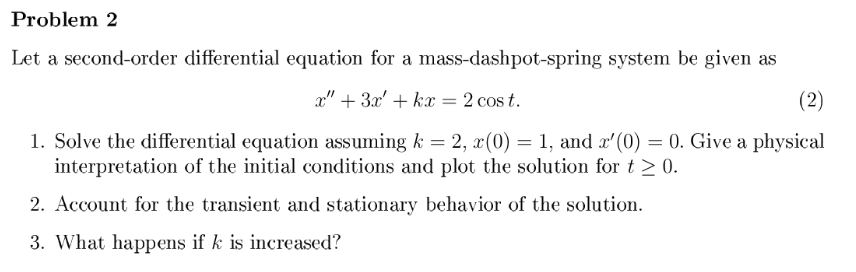 Problem 2
Let a second-order differential equation for a mass-dashpot-spring system be given as
x'' + 3x' + kx = 2 cos t. (2)
1. Solve the differential equation assuming k = 2, x(0) = 1, and x'(0) = 0. Give a physical
interpretation of the initial conditions and plot the solution for t ≥ 0.
2. Account for the transient and stationary behavior of the solution.
3. What happens if k is increased?